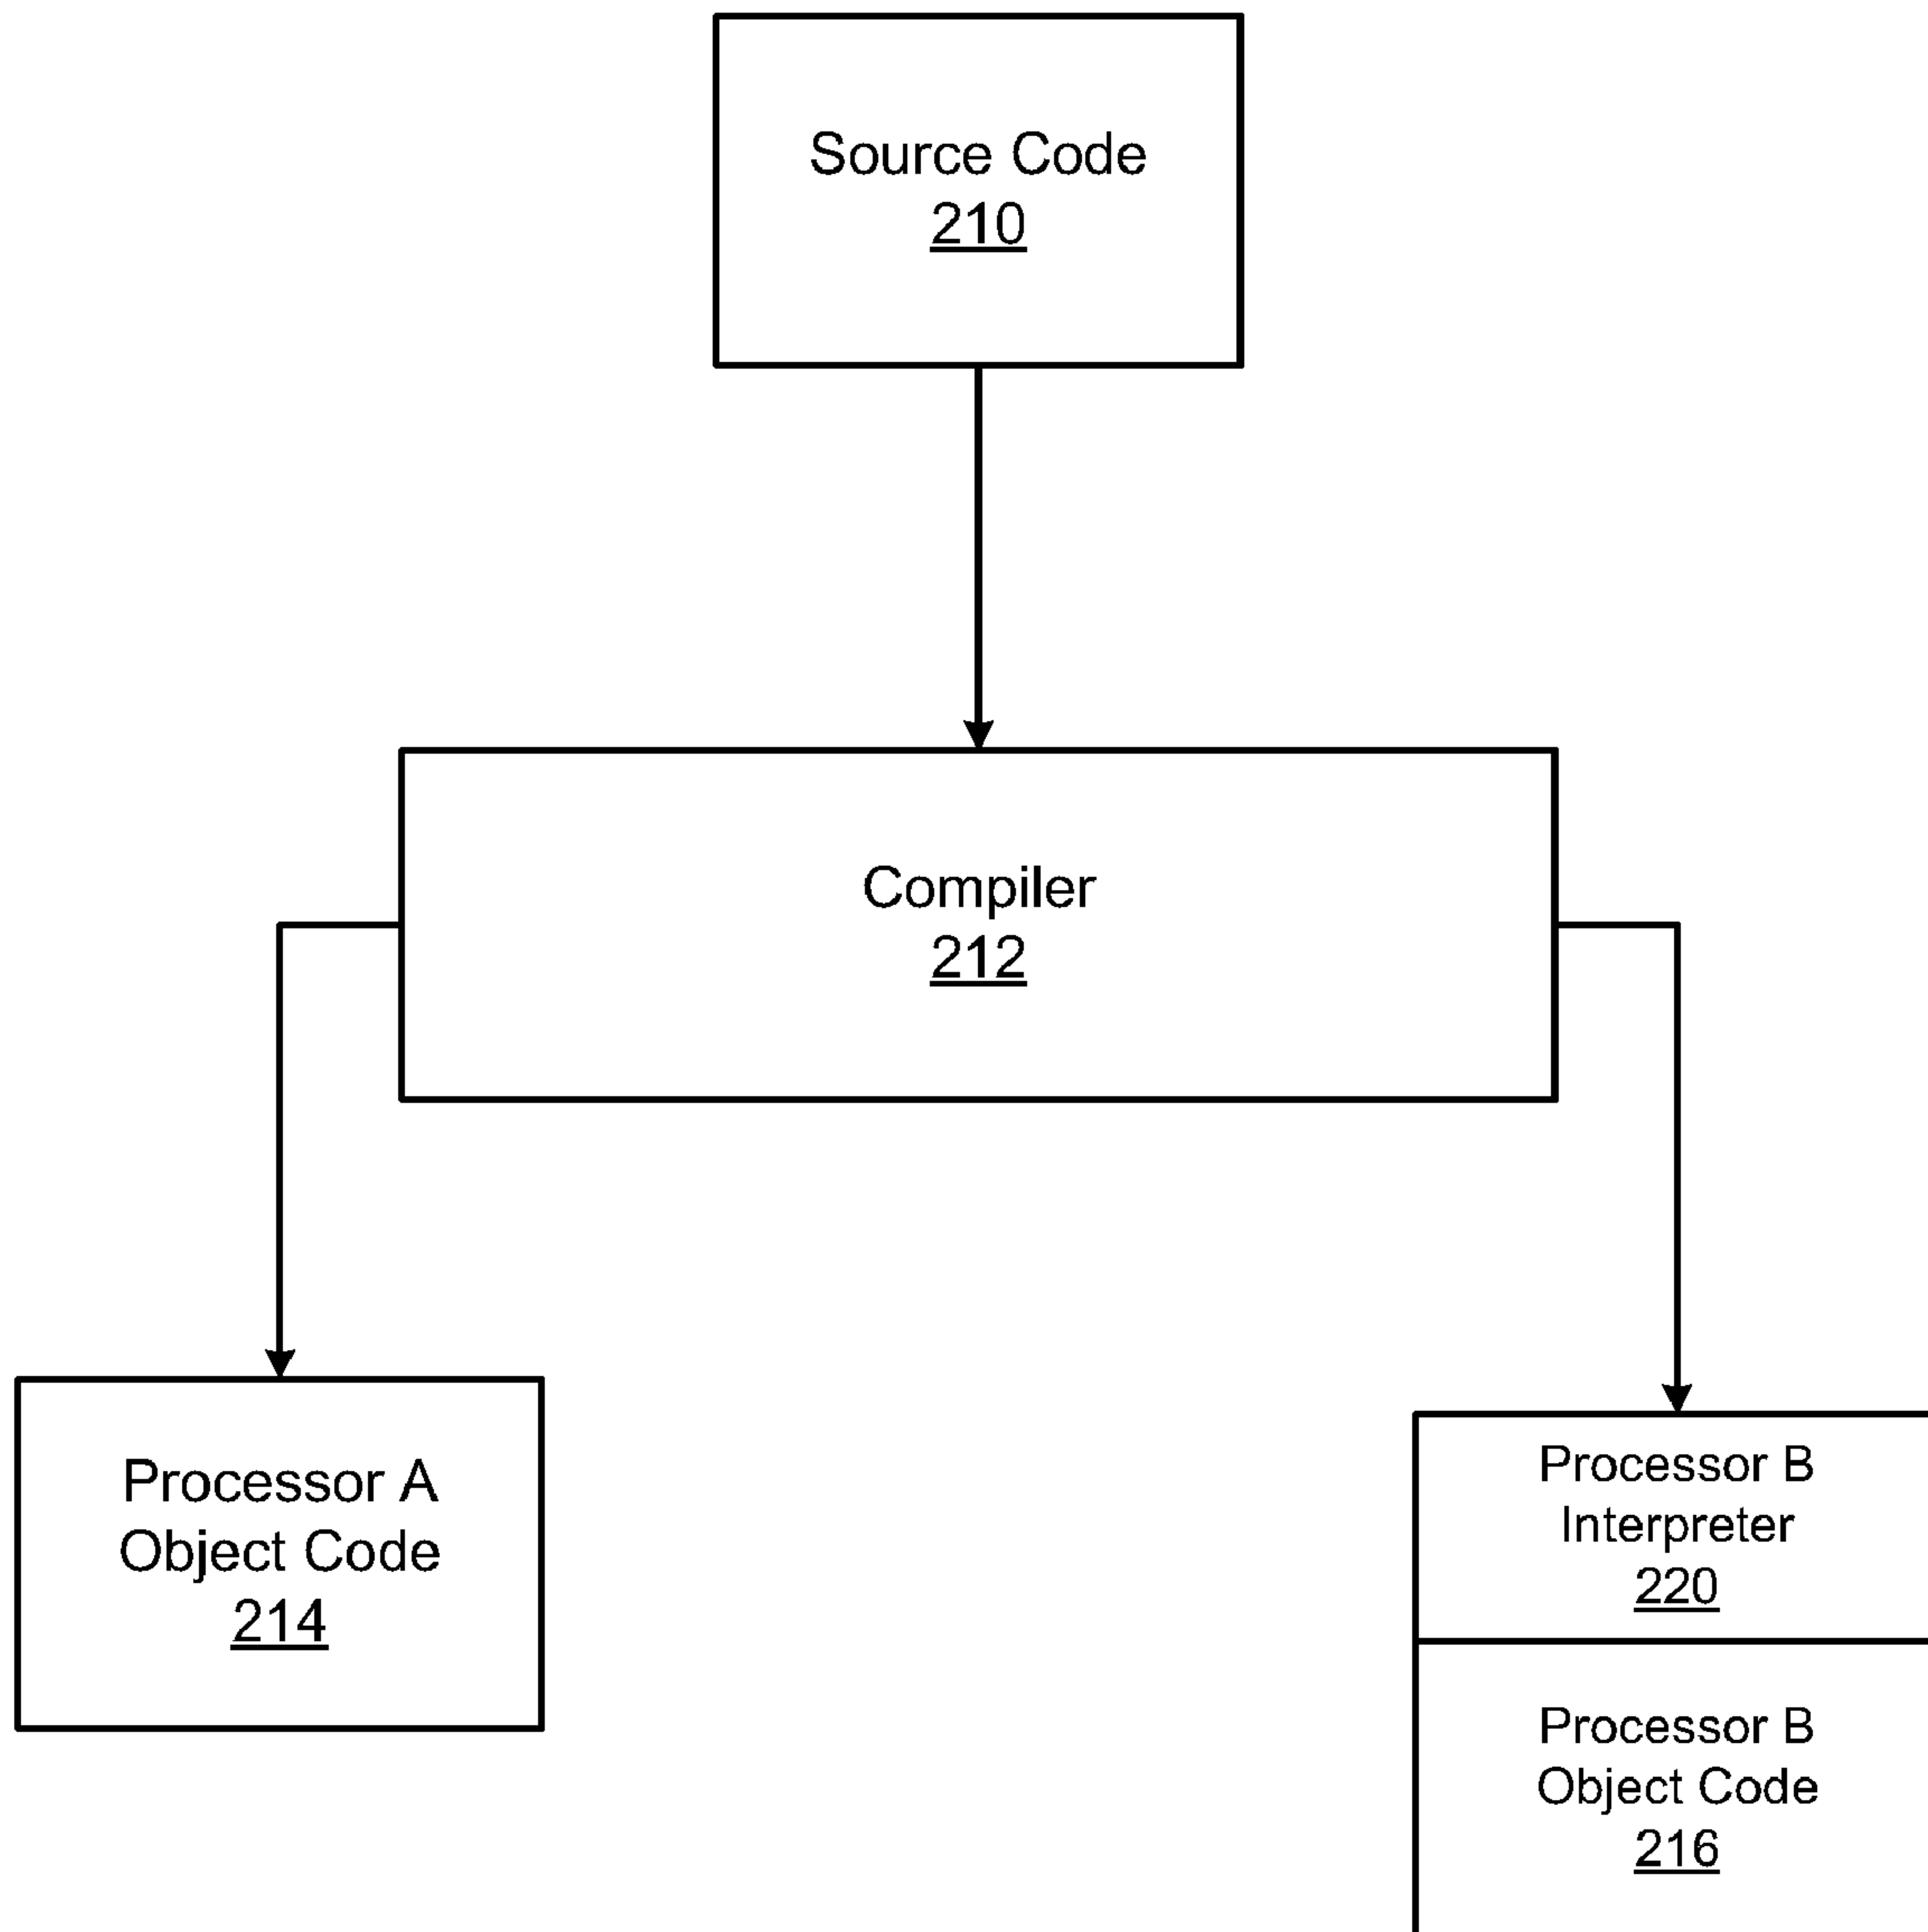 Source Code
210
Compiler
212
Processor A
Object Code
214
Processor B
Interpreter
220
Processor B
Object Code
216